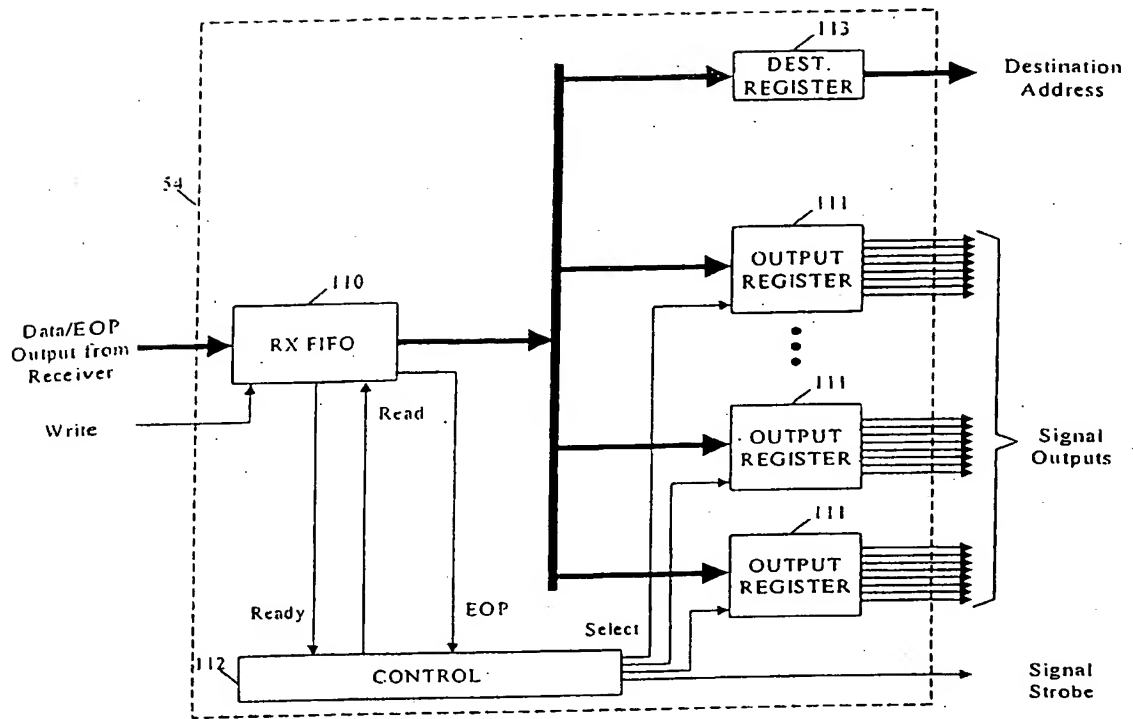 113
DEST.
REGISTER
Destination
Address
54
111
OUTPUT
REGISTER
110
RX FIFO
Data/EOP
Output from
Receiver
Write
Read
111
OUTPUT
REGISTER
Signal
Outputs
111
OUTPUT
REGISTER
Ready
EOP
Select
112
CONTROL
Signal
Strobe